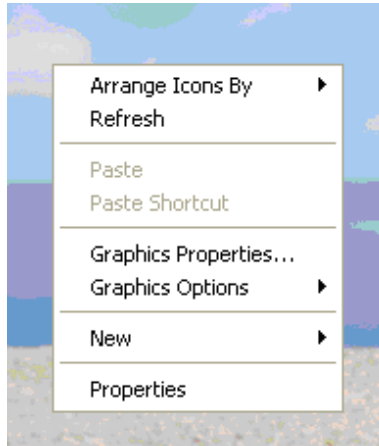 Arrange Icons By
Refresh
Paste
Paste Shortcut
Graphics Properties...
Graphics Options
New
Properties